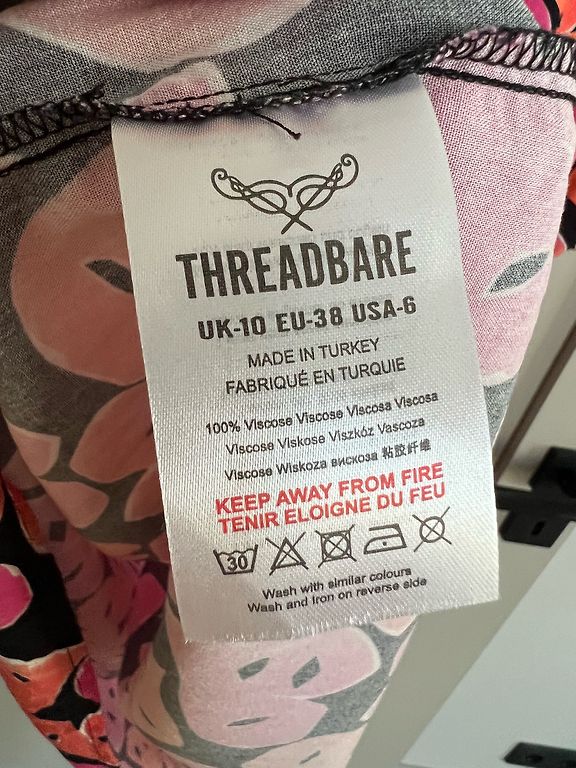 THREADBARE
UK-10 EU-38 USA-6
MADE IN TURKEY
FABRIQUÉ EN TURQUIE
100% Viscose Viscose Viscosa Viscosa
Viscose Viskose Viszkóz Vascoza
Viscose Wiskoza вискоза 粘胶纤维
KEEP AWAY FROM FIRE
TENIR ELOIGNE DU FEU
30
Wash with similar colours
Wash and Iron on reverse side